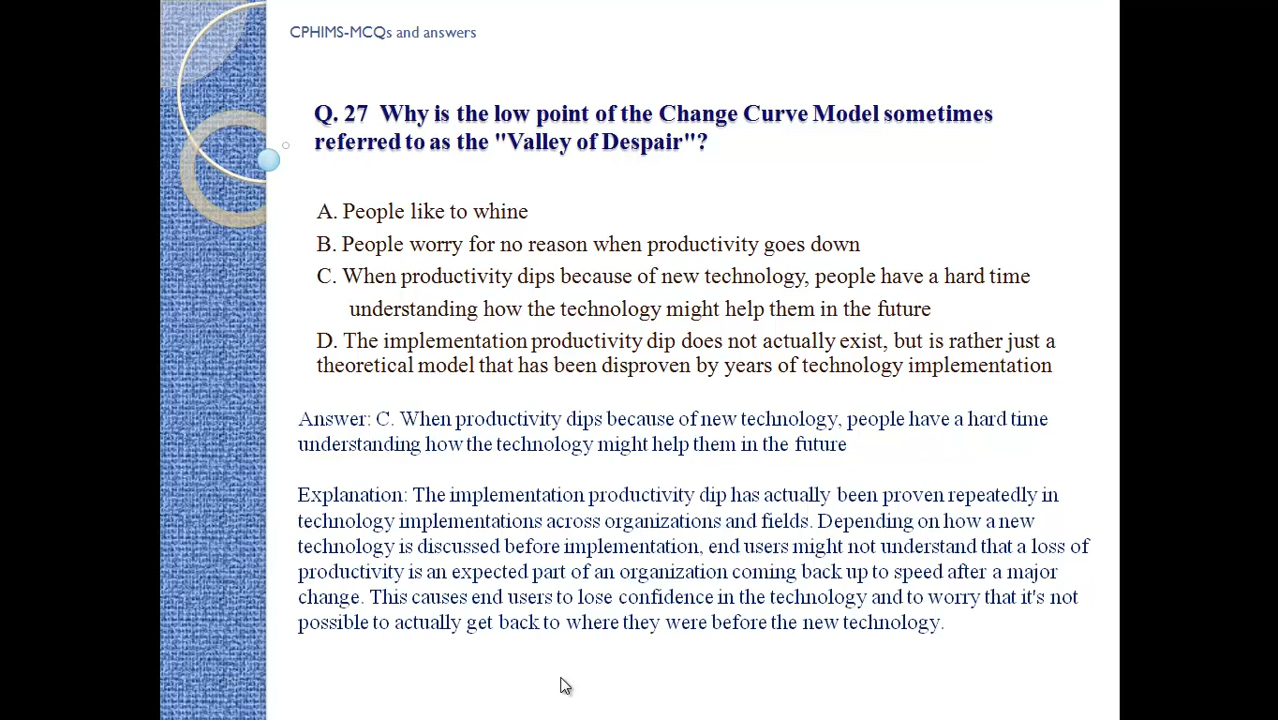 CPHIMS-MCQs and answers
Q. 27 Why is the low point of the Change Curve Model sometimes
referred to as the "Valley of Despair"?
A. People like to whine
B. People worry for no reason when productivity goes down
C. When productivity dips because of new technology, people have a hard time
understanding how the technology might help them in the future
D. The implementation productivity dip does not actually exist, but is rather just a
theoretical model that has been disproven by years of technology implementation
Answer: C. When productivity dips because of new technology, people have a hard time
understanding how the technology might help them in the future
Explanation: The implementation productivity dip has actually been proven repeatedly in
technology implementations across organizations and fields. Depending on how a new
technology is discussed before implementation, end users might not understand that a loss of
productivity is an expected part of an organization coming back up to speed after a major
change. This causes end users to lose confidence in the technology and to worry that it's not
possible to actually get back to where they were before the new technology.